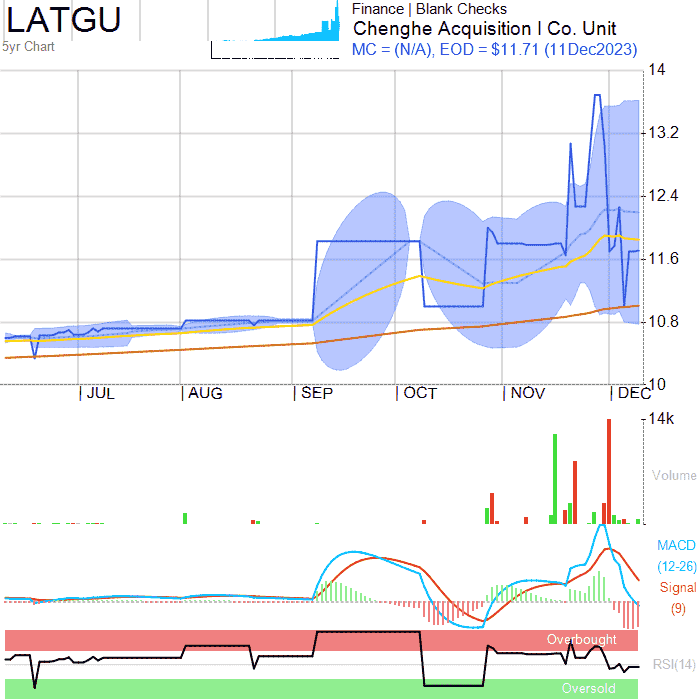 LATGU
5yr Chart
Finance | Blank Checks
Chenghe Acquisition I Co. Unit
MC = (N/A), EOD = $11.71 (11Dec2023)
14
13.2
12.4
11.6
10.8
10
JUL AUG SEP OCT NOV DEC
14k
Volume
MACD
(12-26)
Signal
(9)
Overbought
RSI(14)
Oversold